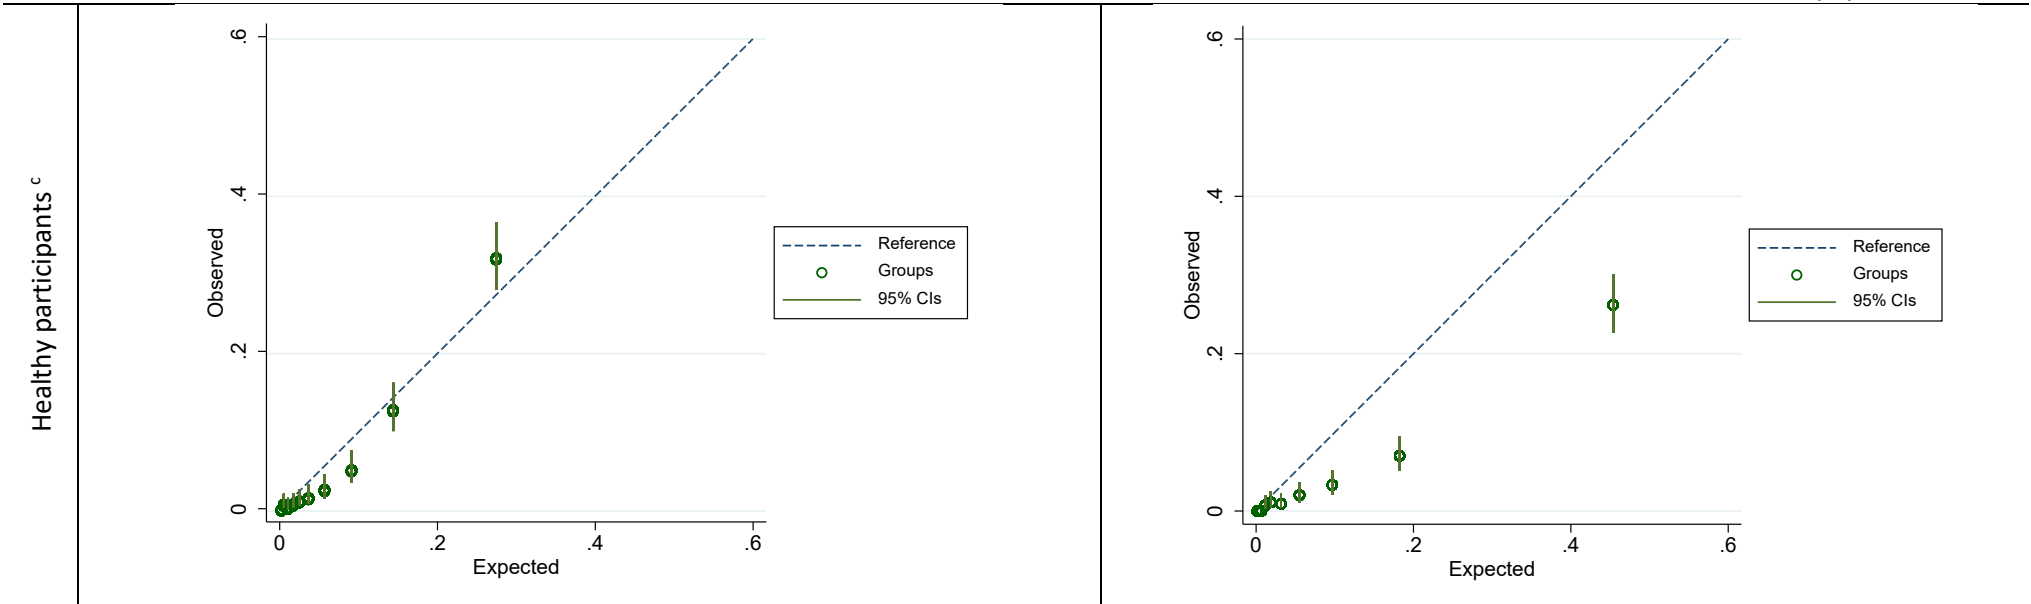 Healthy participants c
.6
.4
.2
0
Observed
0 .2 .4 .6
Expected
Reference
Groups
95% CIs
.6
.4
.2
0
Observed
0 .2 .4 .6
Expected
Reference
Groups
95% CIs